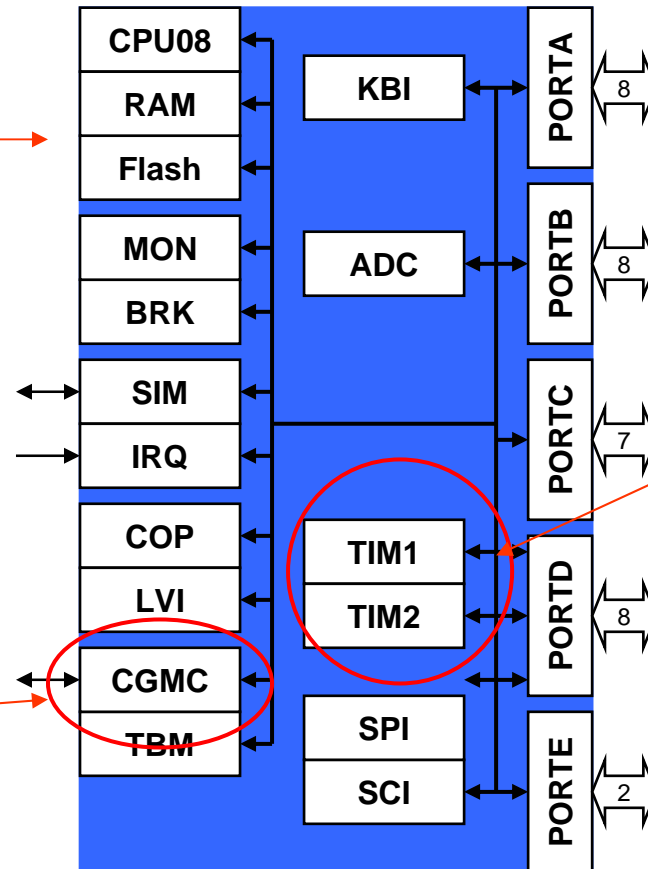 CPU08
RAM
Flash
MON
BRK
SIM
IRQ
COP
LVI
CGMC
TBM
KBI
ADC
TIM1
TIM2
SPI
SCI
PORTA
8
PORTB
8
PORTC
7
PORTD
8
PORTE
2